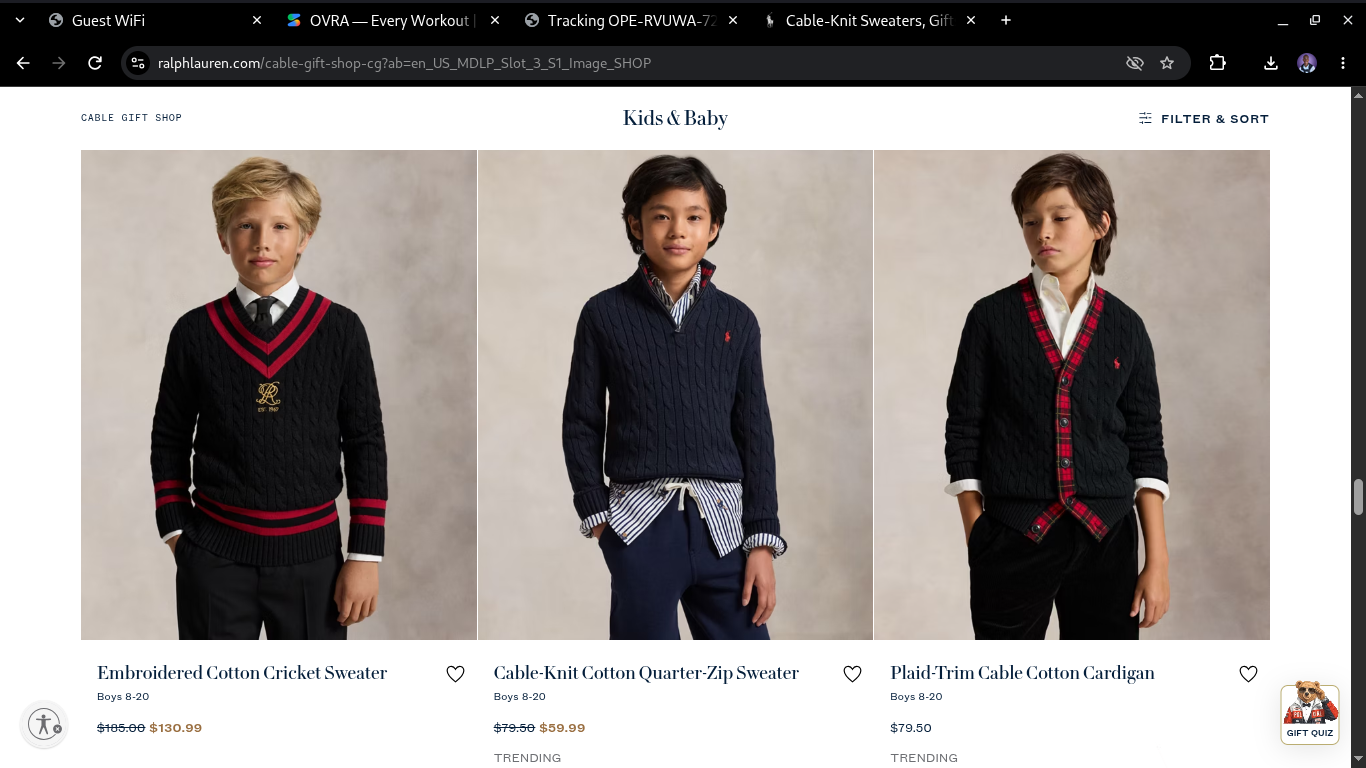 Guest WiFi
OVRA — Every Workout
Tracking OPE-RVUWA-72
Cable-Knit Sweaters, Gift
ralphlauren.com/cable-gift-shop-cg?ab=en_US_MDLP_Slot_3_S1_Image_SHOP
CABLE GIFT SHOP
Kids & Baby
FILTER & SORT
EST. 1967
Embroidered Cotton Cricket Sweater
Boys 8-20
$185.00 $130.99
Cable-Knit Cotton Quarter-Zip Sweater
Boys 8-20
$79.50 $59.99
TRENDING
Plaid-Trim Cable Cotton Cardigan
Boys 8-20
$79.50
TRENDING
GIFT QUIZ